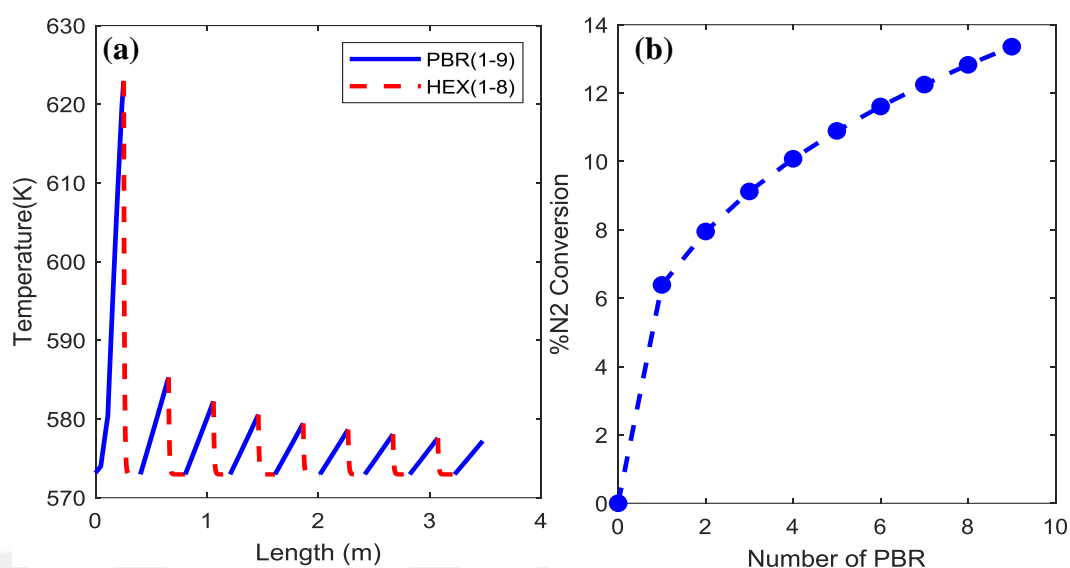 (a)
PBR(1-9)
HEX(1-8)
Temperature(K)
630
620
610
600
590
580
570
0 1 2 3 4
Length (m)
(b)
%N2 Conversion
14
12
10
8
6
4
2
0
0 2 4 6 8 10
Number of PBR